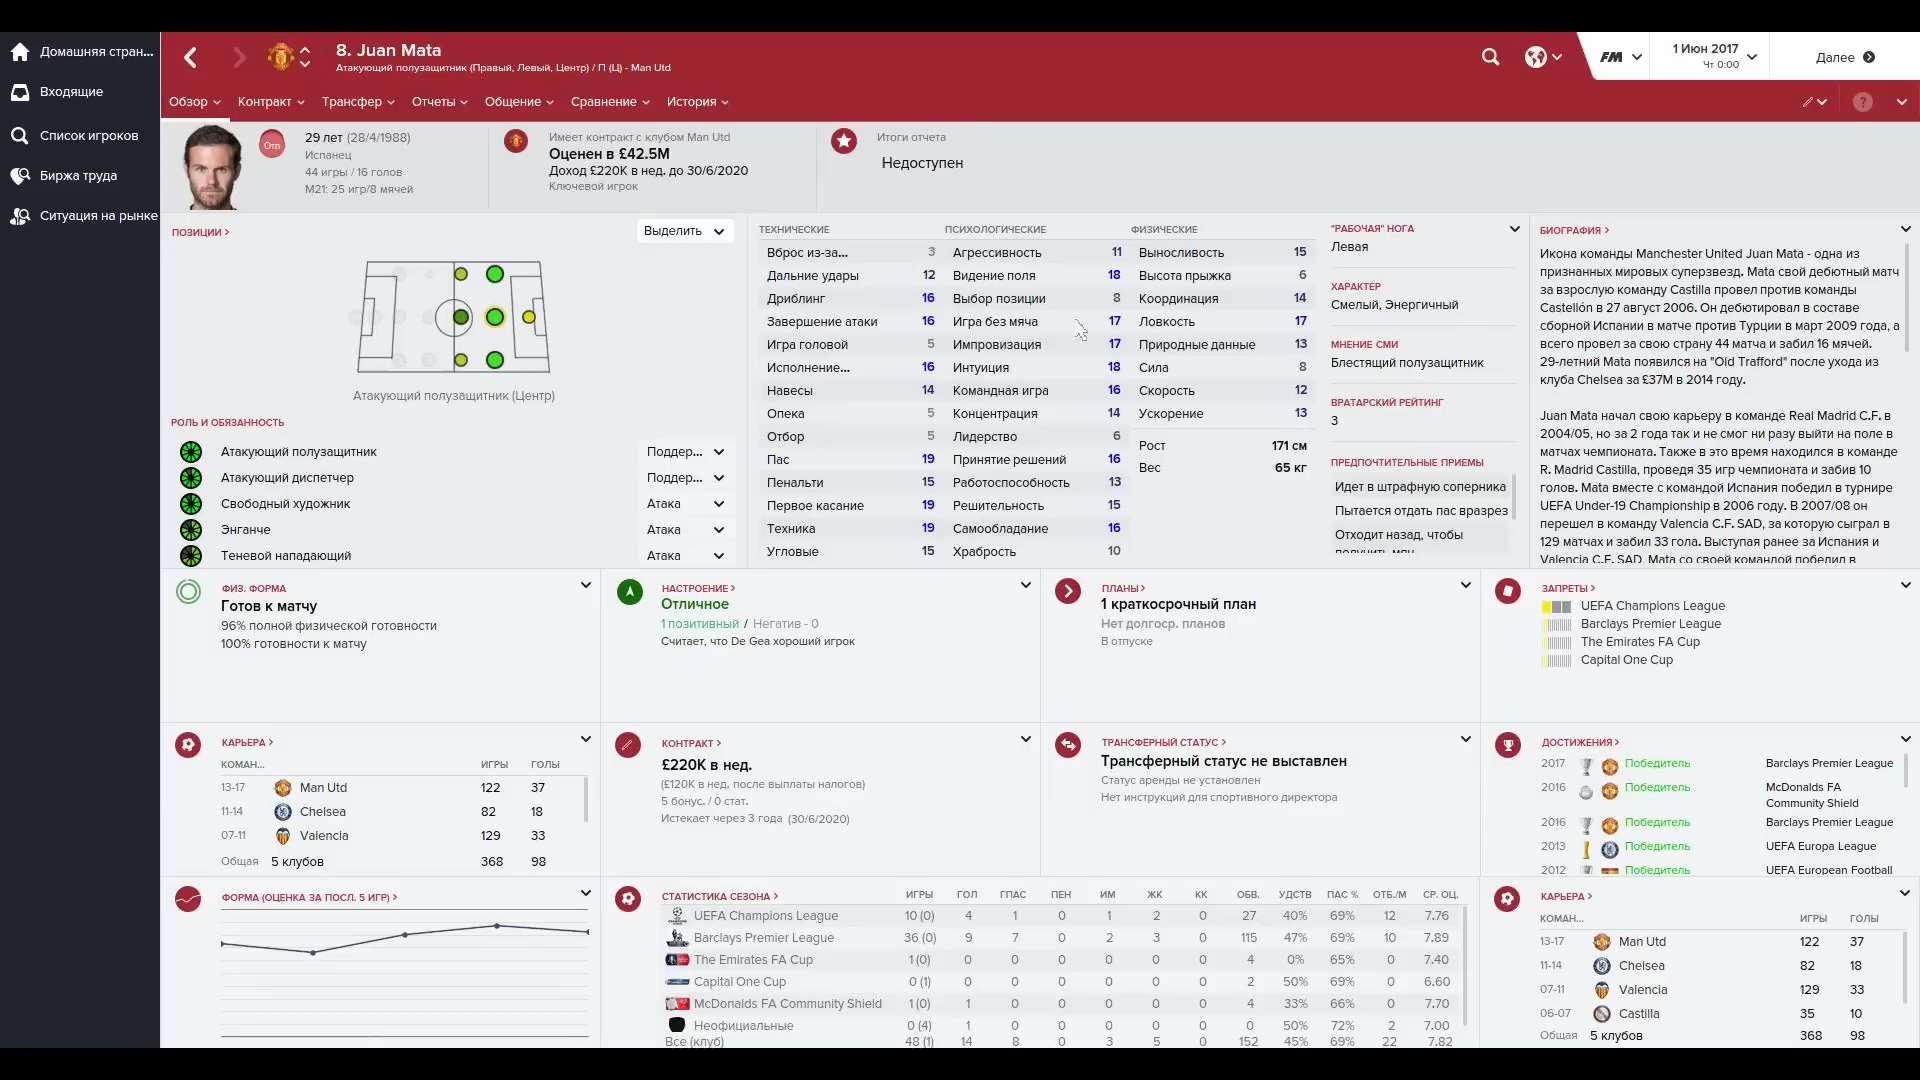 Домашняя стран...
Входящие
Список игроков
Биржа труда
Ситуация на рынке
8. Juan Mata
Атакующий полузащитник (Правый, Левый, Центр) / П (Ц) - Man Utd
FM
1 Июн 2017
Чт 0:00
Далее
Обзор
Контракт
Трансфер
Отчеты
Общение
Сравнение
История
?
Отп
29 лет (28/4/1988)
Испанец
44 игры / 16 голов
М21: 25 игр/8 мячей
Имеет контракт с клубом Man Utd
Оценен в £42.5M
Доход £220K в нед. до 30/6/2020
Ключевой игрок
Итоги отчета
Недоступен
ПОЗИЦИИ >
Выделить
Атакующий полузащитник (Центр)
РОЛЬ И ОБЯЗАННОСТЬ
Атакующий полузащитник Поддер...
Атакующий диспетчер Поддер...
Свободный художник Атака
Энганче Атака
Теневой нападающий Атака
ТЕХНИЧЕСКИЕ
Вброс из-за... 3
Дальние удары 12
Дриблинг 16
Завершение атаки 16
Игра головой 5
Исполнение... 16
Навесы 14
Опека 5
Отбор 5
Пас 19
Пенальти 15
Первое касание 19
Техника 19
Угловые 15
ПСИХОЛОГИЧЕСКИЕ
Агрессивность 11
Видение поля 18
Выбор позиции 8
Игра без мяча 17
Импровизация 17
Интуиция 18
Командная игра 16
Концентрация 14
Лидерство 6
Принятие решений 16
Работоспособность 13
Решительность 15
Самообладание 16
Храбрость 10
ФИЗИЧЕСКИЕ
Выносливость 15
Высота прыжка 6
Координация 14
Ловкость 17
Природные данные 13
Сила 8
Скорость 12
Ускорение 13
Рост 171 см
Вес 65 кг
"РАБОЧАЯ" НОГА
Левая
ХАРАКТЕР
Смелый, Энергичный
МНЕНИЕ СМИ
Блестящий полузащитник
ВРАТАРСКИЙ РЕЙТИНГ
3
ПРЕДПОЧТИТЕЛЬНЫЕ ПРИЕМЫ
Идет в штрафную соперника
Пытается отдать пас вразрез
Отходит назад, чтобы
получить мяч
БИОГРАФИЯ >
Икона команды Manchester United Juan Mata - одна из
признанных мировых суперзвезд. Mata свой дебютный матч
за взрослую команду Castilla провел против команды
Castellón в 27 август 2006. Он дебютировал в составе
сборной Испании в матче против Турции в март 2009 года, а
всего провел за свою страну 44 матча и забил 16 мячей.
29-летний Mata появился на "Old Trafford" после ухода из
клуба Chelsea за £37M в 2014 году.
Juan Mata начал свою карьеру в команде Real Madrid C.F. в
2004/05, но за 2 года так и не смог ни разу выйти на поле в
матчах чемпионата. Также в это время находился в команде
R. Madrid Castilla, проведя 35 игр чемпионата и забив 10
голов. Mata вместе с командой Испания победил в турнире
UEFA Under-19 Championship в 2006 году. В 2007/08 он
перешел в команду Valencia C.F. SAD, за которую сыграл в
129 матчах и забил 33 гола. Выступая ранее за Испания и
Valencia C.F. SAD, Mata со своей командой победил в
ФИЗ. ФОРМА
Готов к матчу
96% полной физической готовности
100% готовности к матчу
НАСТРОЕНИЕ >
Отличное
1 позитивный / Негатив - 0
Считает, что De Gea хороший игрок
ПЛАНЫ >
1 краткосрочный план
Нет долгоср. планов
В отпуске
ЗАПРЕТЫ >
UEFA Champions League
Barclays Premier League
The Emirates FA Cup
Capital One Cup
КАРЬЕРА >
КОМАН... ИГРЫ ГОЛЫ
13-17 Man Utd 122 37
11-14 Chelsea 82 18
07-11 Valencia 129 33
Общая 5 клубов 368 98
КОНТРАКТ >
£220K в нед.
(£120K в нед. после выплаты налогов)
5 бонус. / 0 стат.
Истекает через 3 года (30/6/2020)
ТРАНСФЕРНЫЙ СТАТУС >
Трансферный статус не выставлен
Статус аренды не установлен
Нет инструкций для спортивного директора
ДОСТИЖЕНИЯ >
2017 Победитель Barclays Premier League
2016 Победитель McDonalds FA
Community Shield
2016 Победитель Barclays Premier League
2013 Победитель UEFA Europa League
2012 Победитель UEFA European Football
ФОРМА (ОЦЕНКА ЗА ПОСЛ. 5 ИГР) >
СТАТИСТИКА СЕЗОНА > ИГРЫ ГОЛ ГПАС ПЕН ИМ ЖК КК ОБВ. УДСТВ ПАС % ОТБ./М СР. ОЦ.
UEFA Champions League 10 (0) 4 1 0 1 2 0 27 40% 69% 12 7.76
Barclays Premier League 36 (0) 9 7 0 2 3 0 115 47% 69% 10 7.89
The Emirates FA Cup 1 (0) 0 0 0 0 0 0 4 0% 65% 0 7.40
Capital One Cup 0 (1) 0 0 0 0 0 0 2 50% 69% 0 6.60
McDonalds FA Community Shield 1 (0) 1 0 0 0 0 0 4 33% 66% 0 7.70
Неофициальные 0 (4) 1 0 0 0 0 0 0 50% 72% 2 7.00
Все (клуб) 48 (1) 14 8 0 3 5 0 152 45% 69% 22 7.82
КАРЬЕРА >
КОМАН... ИГРЫ ГОЛЫ
13-17 Man Utd 122 37
11-14 Chelsea 82 18
07-11 Valencia 129 33
06-07 Castilla 35 10
Общая 5 клубов 368 98